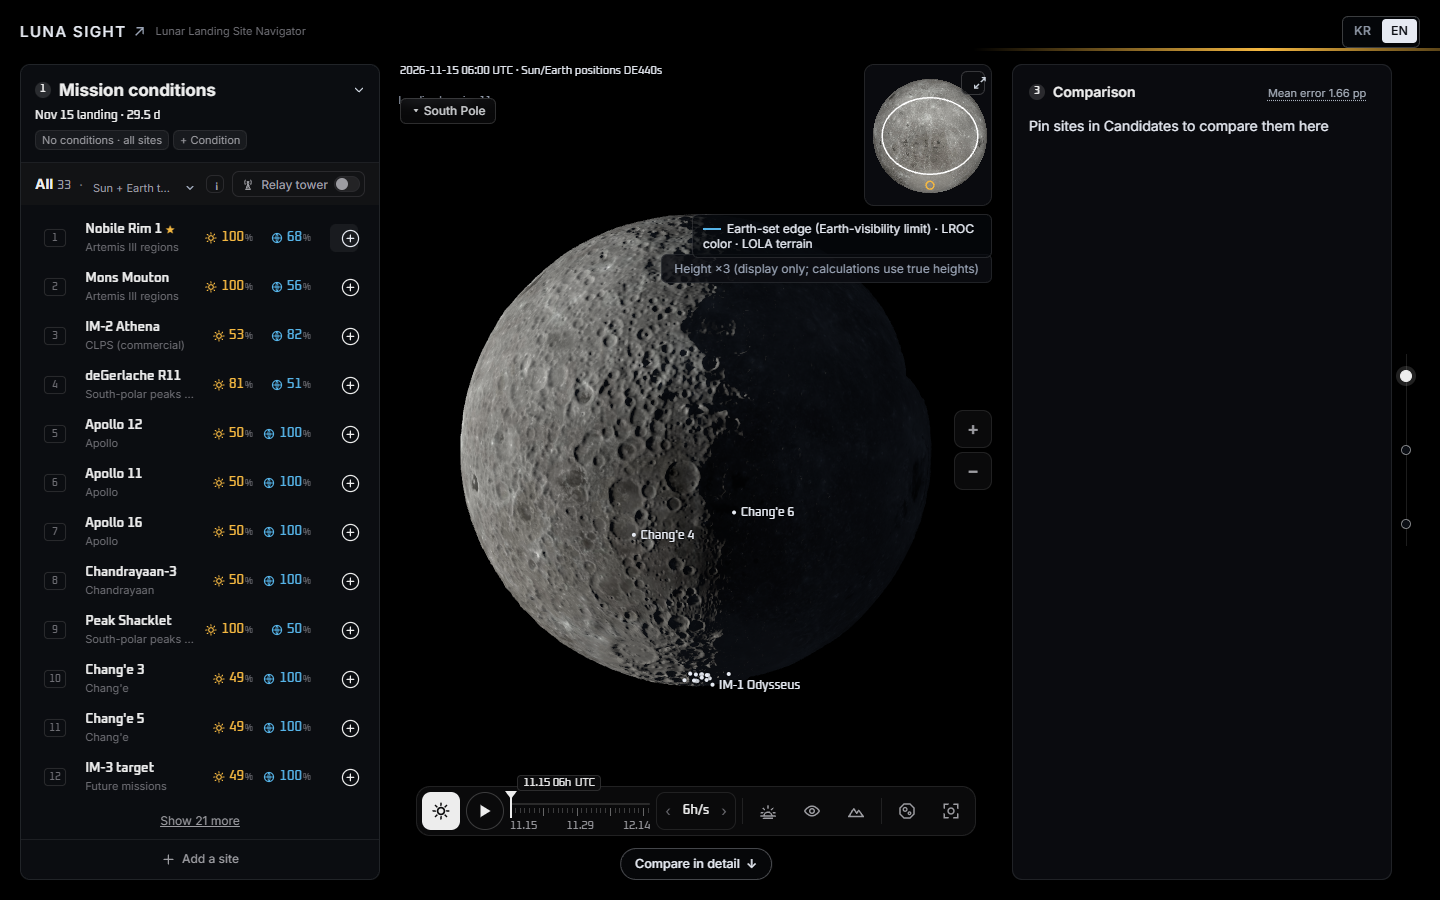 LUNA SIGHT
Lunar Landing Site Navigator
KR EN
1 Mission conditions
Nov 15 landing · 29.5 d
No conditions · all sites
+ Condition
All 33 · Sun + Earth t...
i
Relay tower
1 Nobile Rim 1 ★ 100% 68%
Artemis III regions
2 Mons Mouton 100% 56%
Artemis III regions
3 IM-2 Athena 53% 82%
CLPS (commercial)
4 deGerlache R11 81% 51%
South-polar peaks ...
5 Apollo 12 50% 100%
Apollo
6 Apollo 11 50% 100%
Apollo
7 Apollo 16 50% 100%
Apollo
8 Chandrayaan-3 50% 100%
Chandrayaan
9 Peak Shacklet 100% 50%
South-polar peaks ...
10 Chang'e 3 49% 100%
Chang'e
11 Chang'e 5 49% 100%
Chang'e
12 IM-3 target 49% 100%
Future missions
Show 21 more
+ Add a site
2026-11-15 06:00 UTC · Sun/Earth positions DE440s
South Pole
Earth-set edge (Earth-visibility limit) · LROC
color · LOLA terrain
Height ×3 (display only; calculations use true heights)
+
−
Chang'e 6
Chang'e 4
IM-1 Odysseus
11.15 06h UTC
11.15 11.29 12.14
‹ 6h/s ›
Compare in detail ↓
3 Comparison
Mean error 1.66 pp
Pin sites in Candidates to compare them here